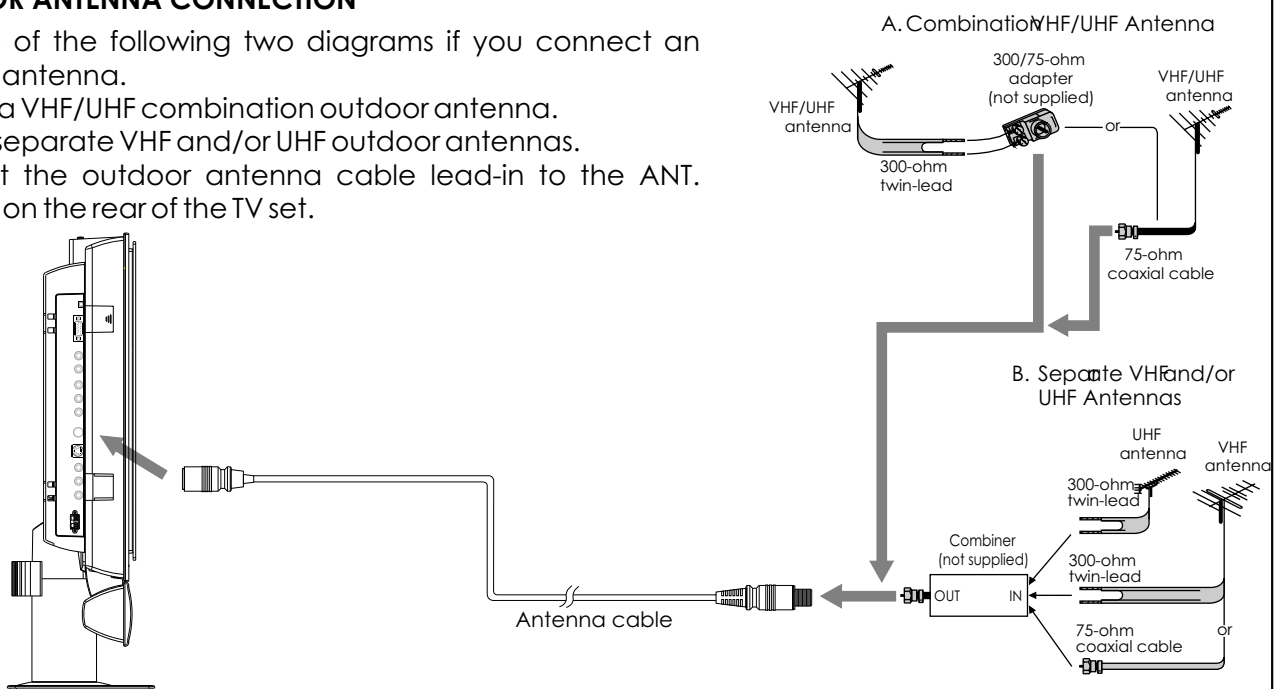 OR ANTENNA CONNECTION
of the following two diagrams if you connect an
antenna.
a VHF/UHF combination outdoor antenna.
separate VHF and/or UHF outdoor antennas.
t the outdoor antenna cable lead-in to the ANT.
on the rear of the TV set.
A. Combination VHF/UHF Antenna
300/75-ohm
adapter
(not supplied)
VHF/UHF
antenna
VHF/UHF
antenna
or
300-ohm
twin-lead
75-ohm
coaxial cable
B. Separate VHF and/or
UHF Antennas
UHF
antenna
VHF
antenna
300-ohm
twin-lead
Combiner
(not supplied)
300-ohm
twin-lead
OUT IN
75-ohm
coaxial cable
or
Antenna cable